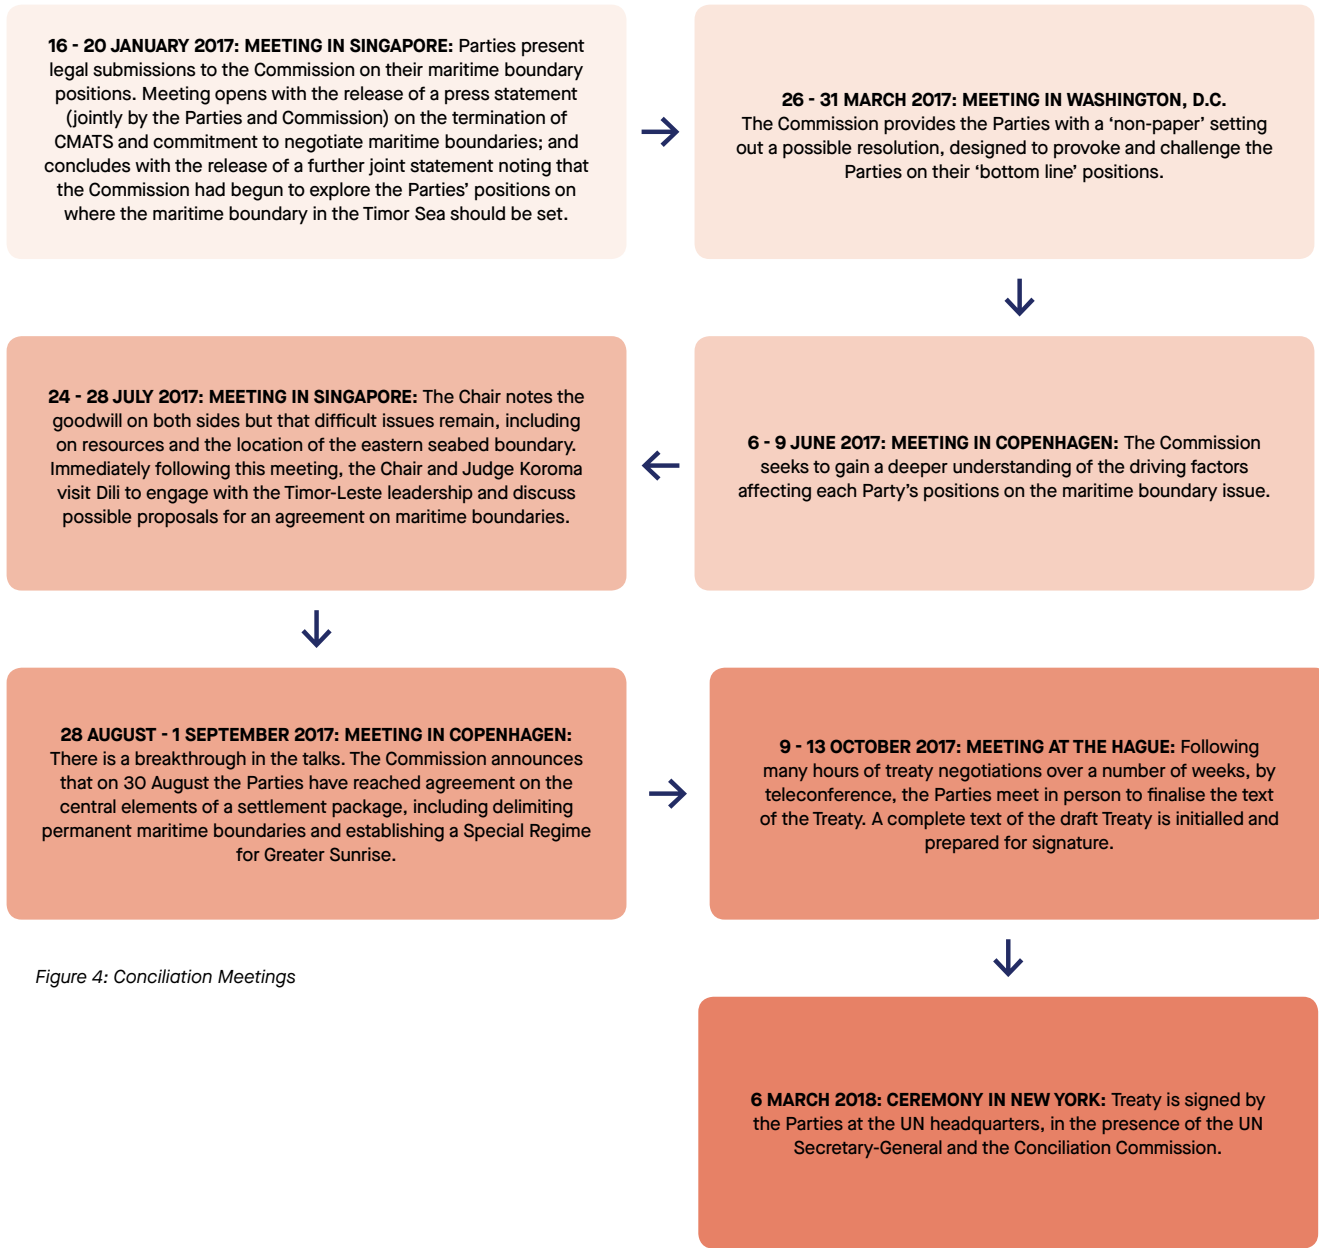 16 - 20 JANUARY 2017: MEETING IN SINGAPORE: Parties present
legal submissions to the Commission on their maritime boundary
positions. Meeting opens with the release of a press statement
(jointly by the Parties and Commission) on the termination of
CMATS and commitment to negotiate maritime boundaries; and
concludes with the release of a further joint statement noting that
the Commission had begun to explore the Parties’ positions on
where the maritime boundary in the Timor Sea should be set.
26 - 31 MARCH 2017: MEETING IN WASHINGTON, D.C.
The Commission provides the Parties with a ‘non-paper’ setting
out a possible resolution, designed to provoke and challenge the
Parties on their ‘bottom line’ positions.
6 - 9 JUNE 2017: MEETING IN COPENHAGEN: The Commission
seeks to gain a deeper understanding of the driving factors
affecting each Party’s positions on the maritime boundary issue.
24 - 28 JULY 2017: MEETING IN SINGAPORE: The Chair notes the
goodwill on both sides but that difficult issues remain, including
on resources and the location of the eastern seabed boundary.
Immediately following this meeting, the Chair and Judge Koroma
visit Dili to engage with the Timor-Leste leadership and discuss
possible proposals for an agreement on maritime boundaries.
28 AUGUST - 1 SEPTEMBER 2017: MEETING IN COPENHAGEN:
There is a breakthrough in the talks. The Commission announces
that on 30 August the Parties have reached agreement on the
central elements of a settlement package, including delimiting
permanent maritime boundaries and establishing a Special Regime
for Greater Sunrise.
9 - 13 OCTOBER 2017: MEETING AT THE HAGUE: Following
many hours of treaty negotiations over a number of weeks, by
teleconference, the Parties meet in person to finalise the text
of the Treaty. A complete text of the draft Treaty is initialled and
prepared for signature.
6 MARCH 2018: CEREMONY IN NEW YORK: Treaty is signed by
the Parties at the UN headquarters, in the presence of the UN
Secretary-General and the Conciliation Commission.
Figure 4: Conciliation Meetings